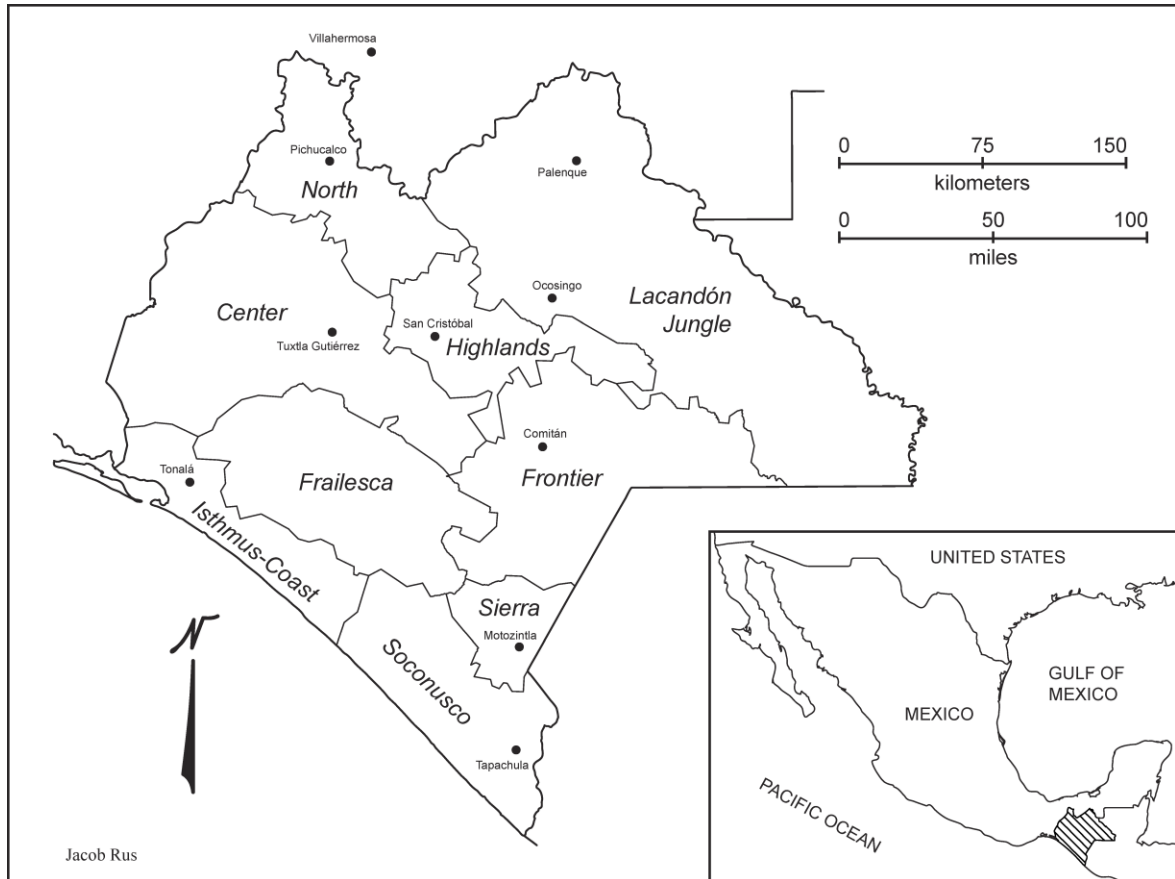 Villahermosa
Pichucalco
North
Palenque
0 75 150
kilometers
0 50 100
miles
Center
Tuxtla Gutiérrez
San Cristóbal
Highlands
Ocosingo
Lacandón
Jungle
Comitán
Frontier
Tonalá
Frailesca
Isthmus-Coast
Sierra
Motozintla
Soconusco
Tapachula
N
UNITED STATES
GULF OF
MEXICO
MEXICO
PACIFIC OCEAN
Jacob Rus